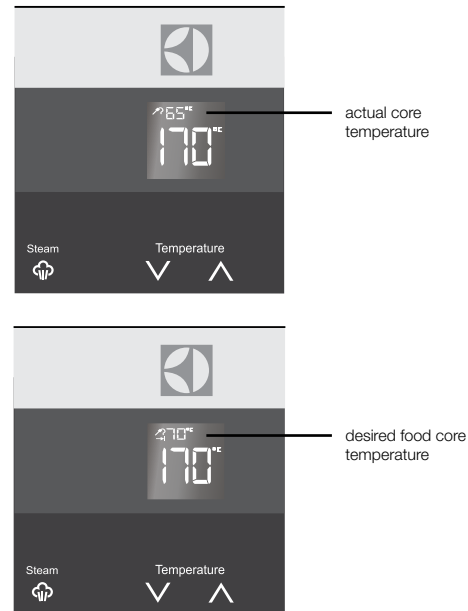 65°C
actual core
temperature
170°C
Steam
Temperature
70°C
desired food core
temperature
170°C
Steam
Temperature